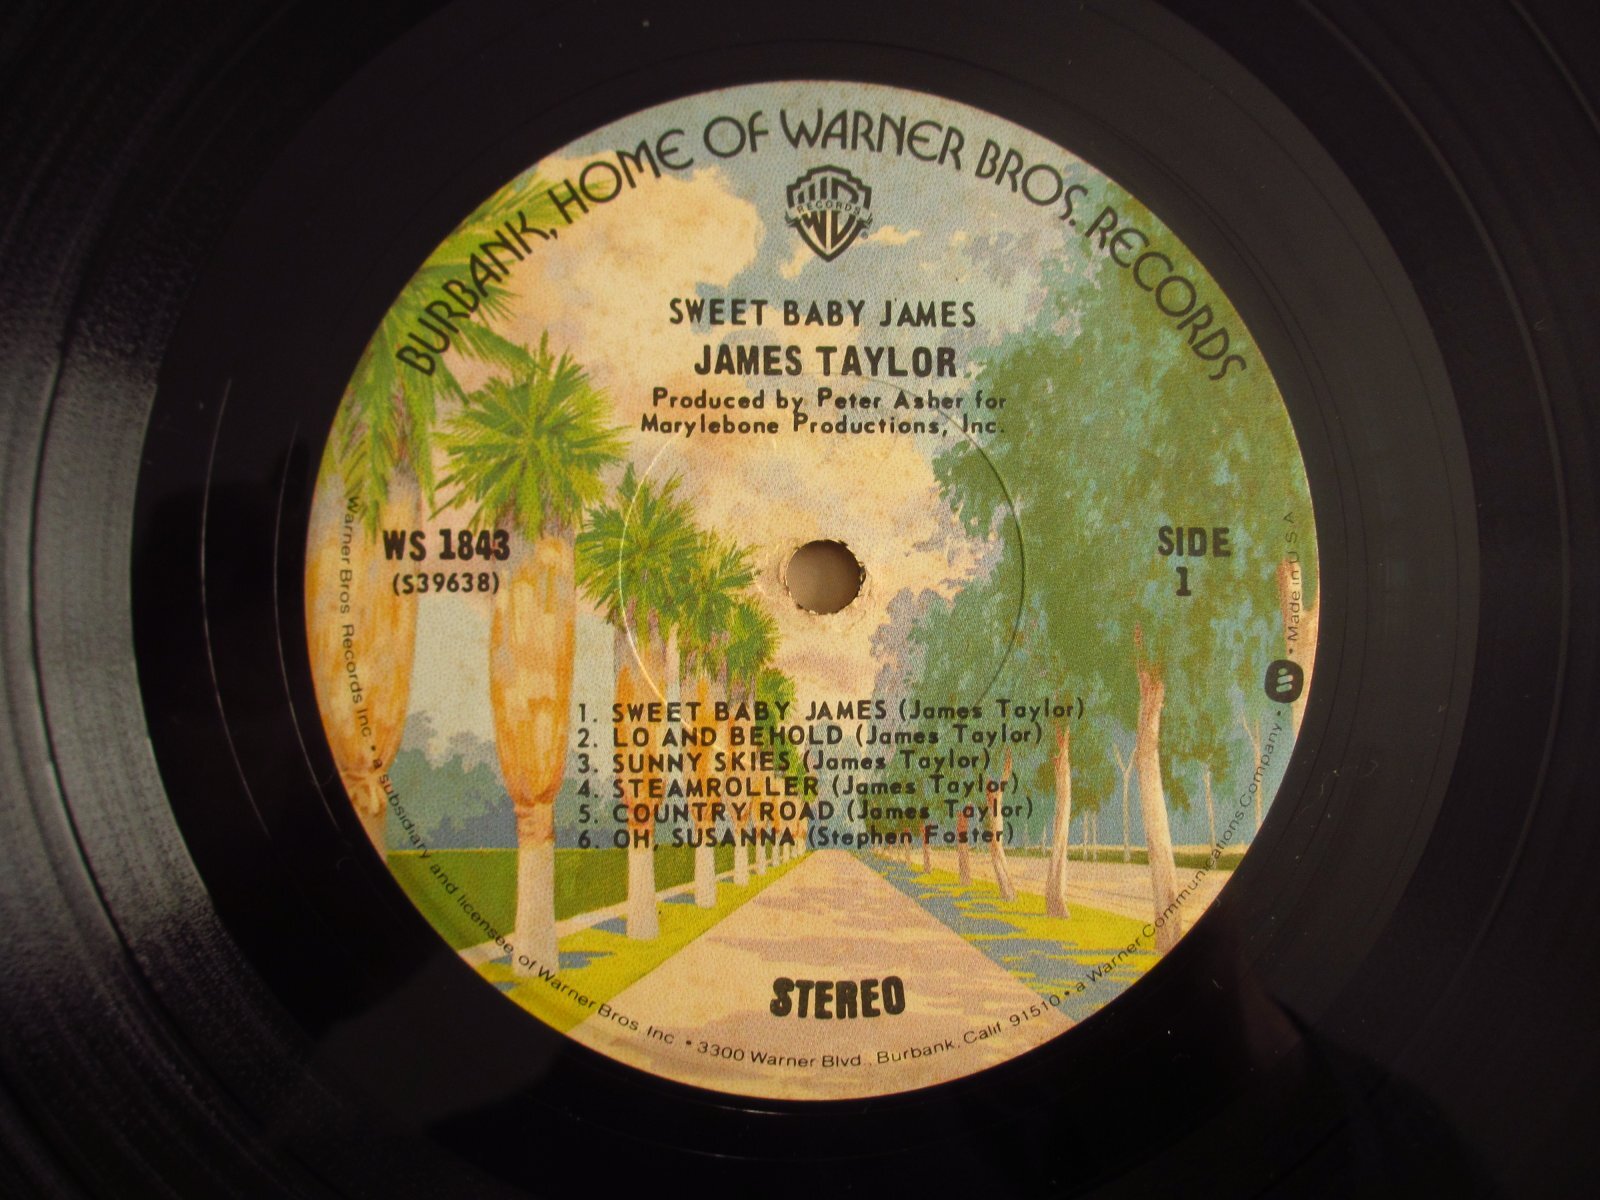 BURBANK, HOME OF WARNER BROS. RECORDS
RECORDS
SWEET BABY JAMES
JAMES TAYLOR
Produced by Peter Asher for
Marylebone Productions, Inc.
WS 1843
(S39638)
SIDE
1
1. SWEET BABY JAMES (James Taylor)
2. LO AND BEHOLD (James Taylor)
3. SUNNY SKIES (James Taylor)
4. STEAMROLLER (James Taylor)
5. COUNTRY ROAD (James Taylor)
6. OH, SUSANNA (Stephen Foster)
STEREO
Warner Bros. Records Inc • a subsidiary and licensee of Warner Bros. Inc • 3300 Warner Blvd., Burbank, Calif. 91510 • a Warner Communications Company • Made in U.S.A.